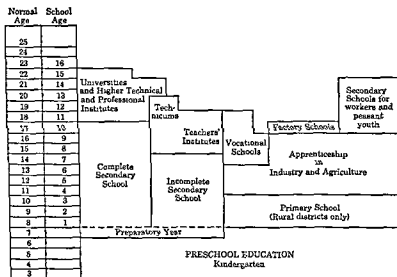 Normal School
Age Age
25
24
23 16
22 15
21 14
20 13
19 12
18 11
17 10
16 9
15 8
14 7
13 6
12 5
11 4
10 3
9 2
8 1
7
6
5
4
3
Universities
and Higher Technical
and Professional
Institutes
Tech-
nicums
Teachers'
Institutes
Vocational
Schools
Factory Schools
Secondary
Schools for
workers and
peasant
youth
Apprenticeship
in
Industry and Agriculture
Complete
Secondary
School
Incomplete
Secondary
School
Primary School
(Rural districts only)
Preparatory Year
PRESCHOOL EDUCATION
Kindergarten